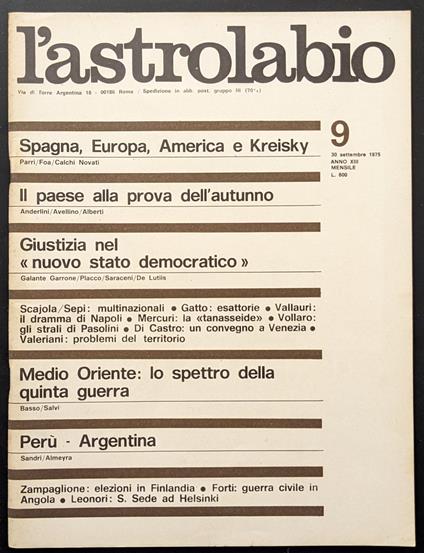 l'astrolabio
Via di Torre Argentina 18 - 00186 Roma / Spedizione in abb. post. gruppo III (70%)
Spagna, Europa, America e Kreisky
Parri/Foa/Calchi Novati
9
30 settembre 1975
ANNO XIII
MENSILE
L. 800
Il paese alla prova dell'autunno
Anderlini/Avellino/Alberti
Giustizia nel
« nuovo stato democratico »
Galante Garrone/Placco/Saraceni/De Lutiis
Scajola/Sepi: multinazionali ● Gatto: esattorie ● Vallauri:
il dramma di Napoli ● Mercuri: la «tanasseide» ● Vollaro:
gli strali di Pasolini ● Di Castro: un convegno a Venezia ●
Valeriani: problemi del territorio
Medio Oriente: lo spettro della
quinta guerra
Basso/Salvi
Perù - Argentina
Sandri/Almeyra
Zampaglione: elezioni in Finlandia ● Forti: guerra civile in
Angola ● Leonori: S. Sede ad Helsinki